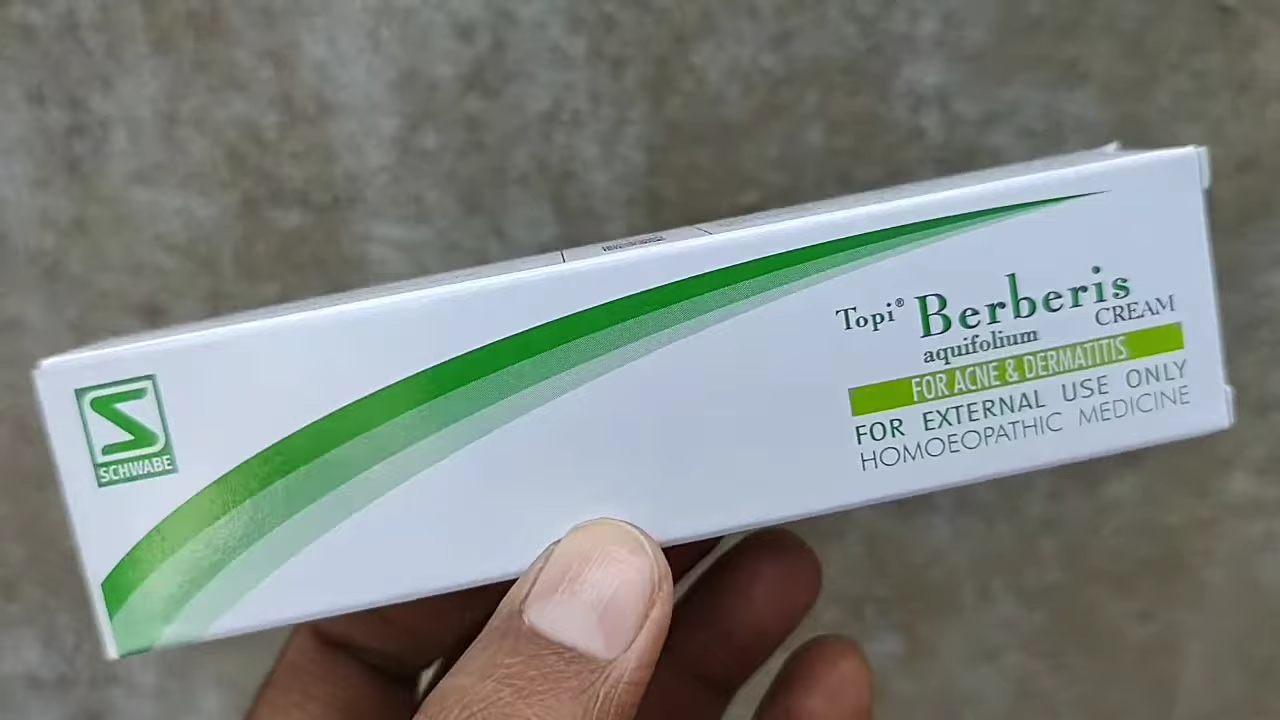 SCHWABE
Topi® Berberis
aquifolium CREAM
FOR ACNE & DERMATITIS
FOR EXTERNAL USE ONLY
HOMOEOPATHIC MEDICINE